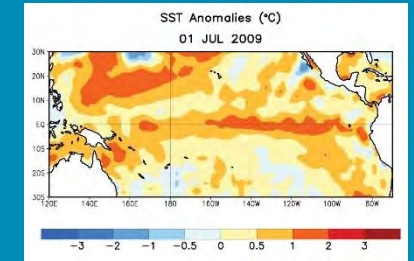 SST Anomalies (°C)
01 JUL 2009
30N
20N
10N
EQ
10S
20S
30S
120E 140E 160E 180 160W 140W 120W 100W 80W
-3 -2 -1 -0.5 0 0.5 1 2 3